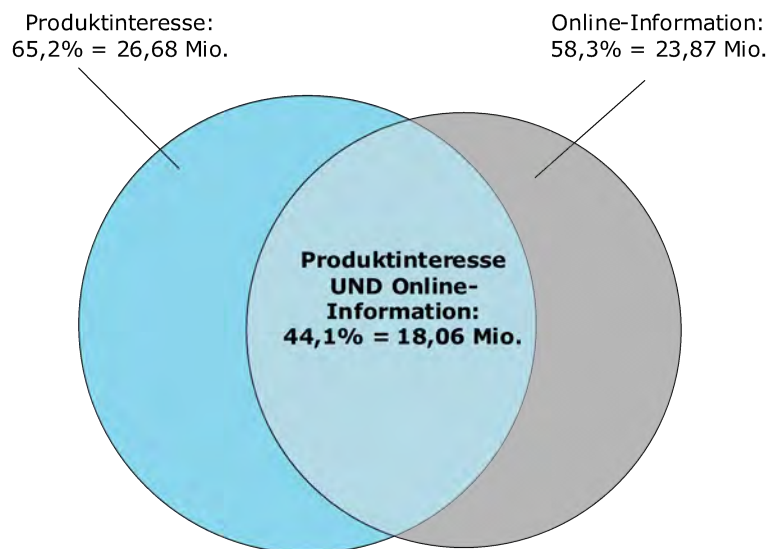 Produktinteresse:
65,2% = 26,68 Mio.
Online-Information:
58,3% = 23,87 Mio.
Produktinteresse
UND Online-
Information:
44,1% = 18,06 Mio.